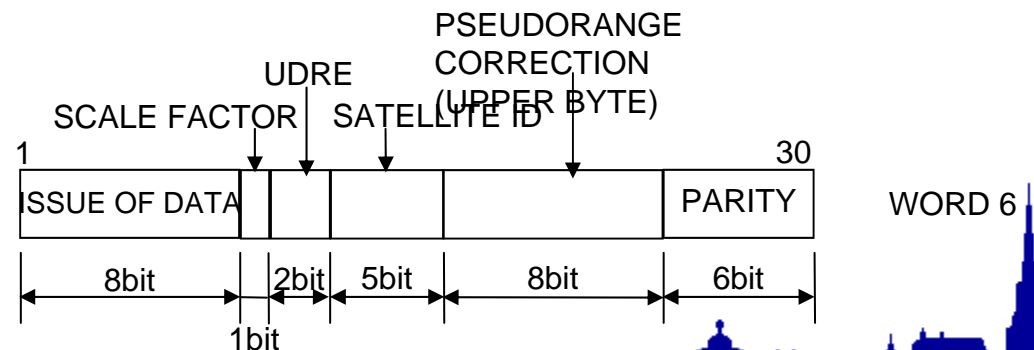 PSEUDORANGE
CORRECTION
(UPPER BYTE)
UDRE
SCALE FACTOR
SATELLITE ID
1
30
ISSUE OF DATA
PARITY
WORD 6
8bit
2bit
5bit
8bit
6bit
1bit